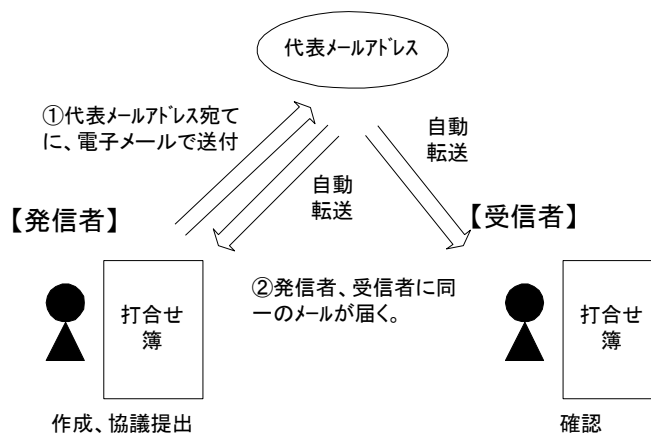 代表メールアドレス
①代表メールアドレス宛て
に、電子メールで送付
自動
転送
自動
転送
【発信者】
【受信者】
②発信者、受信者に同
一のメールが届く。
打合せ
簿
打合せ
簿
作成、協議提出
確認